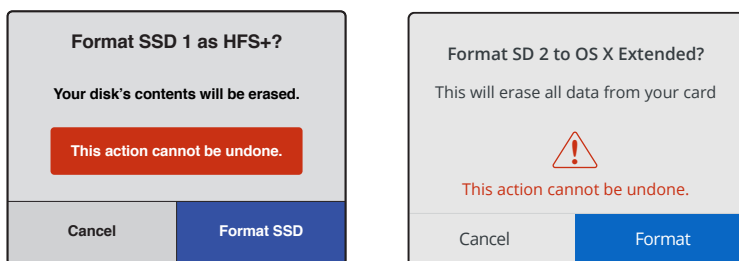 Format SSD 1 as HFS+?
Your disk's contents will be erased.
This action cannot be undone.
Cancel
Format SSD
Format SD 2 to OS X Extended?
This will erase all data from your card
This action cannot be undone.
Cancel
Format